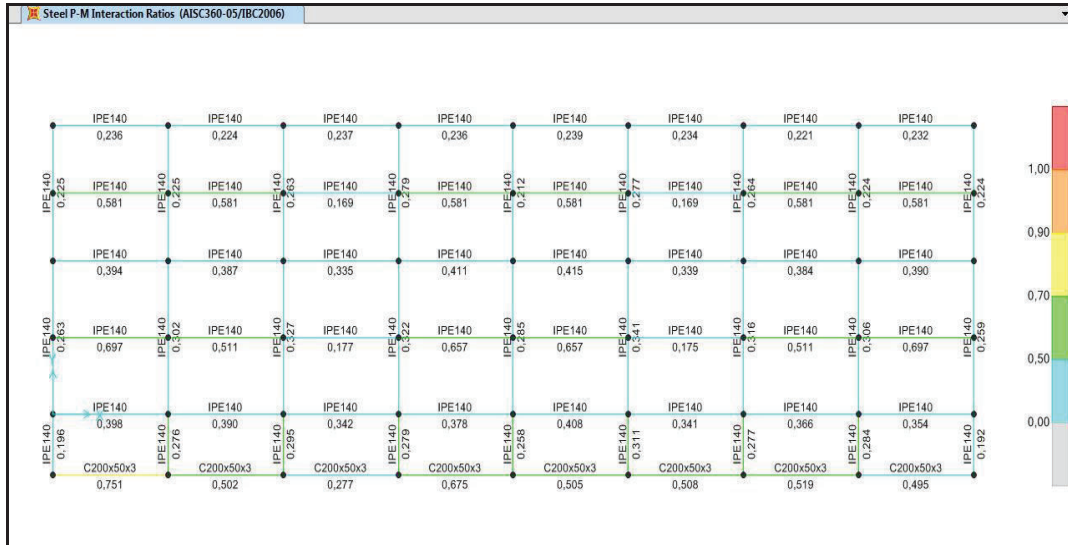 Steel P-M Interaction Ratios (AISC360-05/IBC2006)
IPE140 IPE140 IPE140 IPE140 IPE140 IPE140 IPE140 IPE140
0,236 0,224 0,237 0,236 0,239 0,234 0,221 0,232
IPE140 IPE140 IPE140 IPE140 IPE140 IPE140 IPE140 IPE140 IPE140
0,225 0,225 0,263 0,279 0,212 0,277 0,264 0,224 0,224
IPE140 IPE140 IPE140 IPE140 IPE140 IPE140 IPE140 IPE140
0,581 0,581 0,169 0,581 0,581 0,169 0,581 0,581
IPE140 IPE140 IPE140 IPE140 IPE140 IPE140 IPE140 IPE140
0,394 0,387 0,335 0,411 0,415 0,339 0,384 0,390
IPE140 IPE140 IPE140 IPE140 IPE140 IPE140 IPE140 IPE140 IPE140
0,263 0,302 0,327 0,322 0,285 0,341 0,316 0,306 0,259
IPE140 IPE140 IPE140 IPE140 IPE140 IPE140 IPE140 IPE140
0,697 0,511 0,177 0,657 0,657 0,175 0,511 0,697
IPE140 IPE140 IPE140 IPE140 IPE140 IPE140 IPE140 IPE140
0,398 0,390 0,342 0,378 0,408 0,341 0,366 0,354
IPE140 IPE140 IPE140 IPE140 IPE140 IPE140 IPE140 IPE140 IPE140
0,196 0,276 0,295 0,279 0,258 0,311 0,277 0,284 0,192
C200x50x3 C200x50x3 C200x50x3 C200x50x3 C200x50x3 C200x50x3 C200x50x3 C200x50x3
0,751 0,502 0,277 0,675 0,505 0,508 0,519 0,495
1,00
0,90
0,70
0,50
0,00